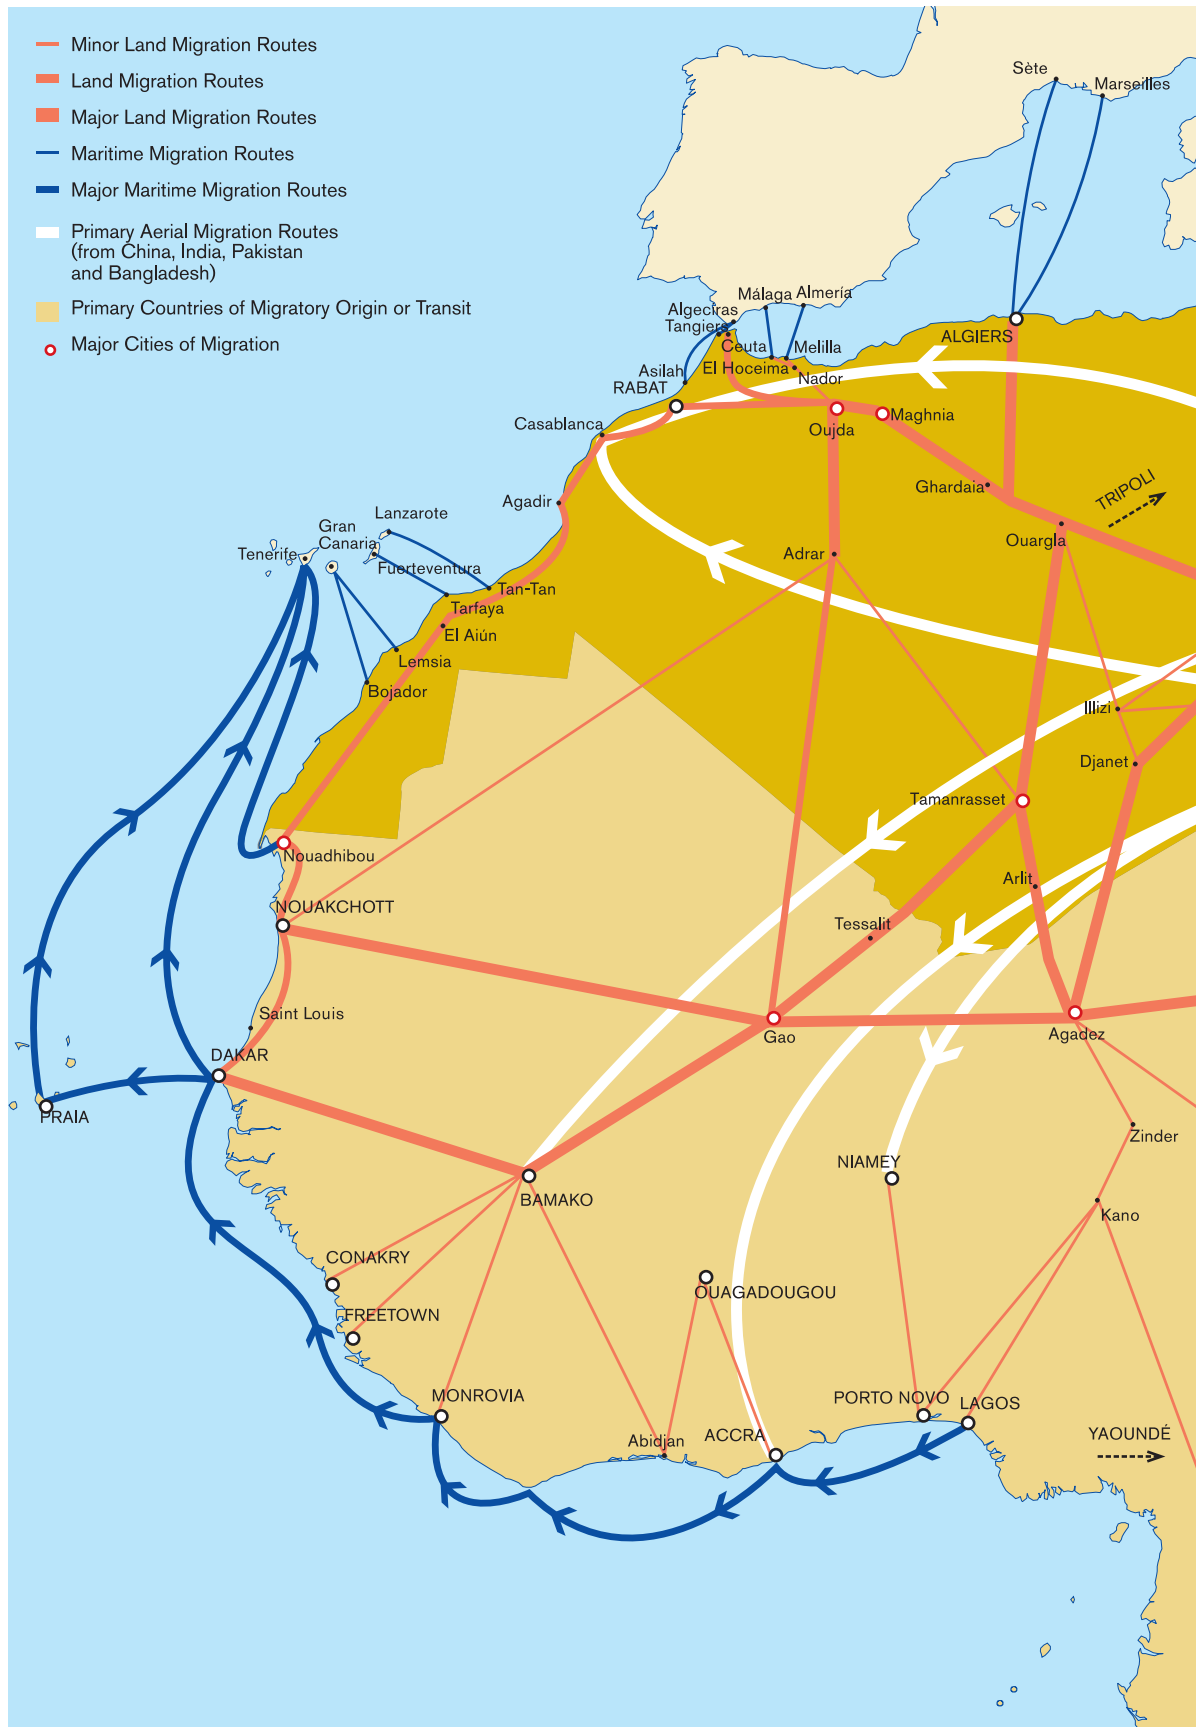 Minor Land Migration Routes
Land Migration Routes
Major Land Migration Routes
Maritime Migration Routes
Major Maritime Migration Routes
Primary Aerial Migration Routes
(from China, India, Pakistan
and Bangladesh)
Primary Countries of Migratory Origin or Transit
Major Cities of Migration
Sète
Marseilles
Málaga
Almería
Algeciras
Tangiers
Ceuta
Melilla
ALGIERS
El Hoceima
Nador
Asilah
RABAT
Casablanca
Oujda
Maghnia
Ghardaia
TRIPOLI
Agadir
Lanzarote
Gran
Canaria
Tenerife
Fuerteventura
Ouargla
Adrar
Tan-Tan
Tarfaya
El Aiún
Lemsia
Bojador
Illizi
Djanet
Tamanrasset
Nouadhibou
Arlit
NOUAKCHOTT
Tessalit
Saint Louis
Gao
Agadez
DAKAR
PRAIA
Zinder
NIAMEY
BAMAKO
Kano
CONAKRY
OUAGADOUGOU
FREETOWN
MONROVIA
PORTO NOVO
LAGOS
Abidjan
ACCRA
YAOUNDÉ